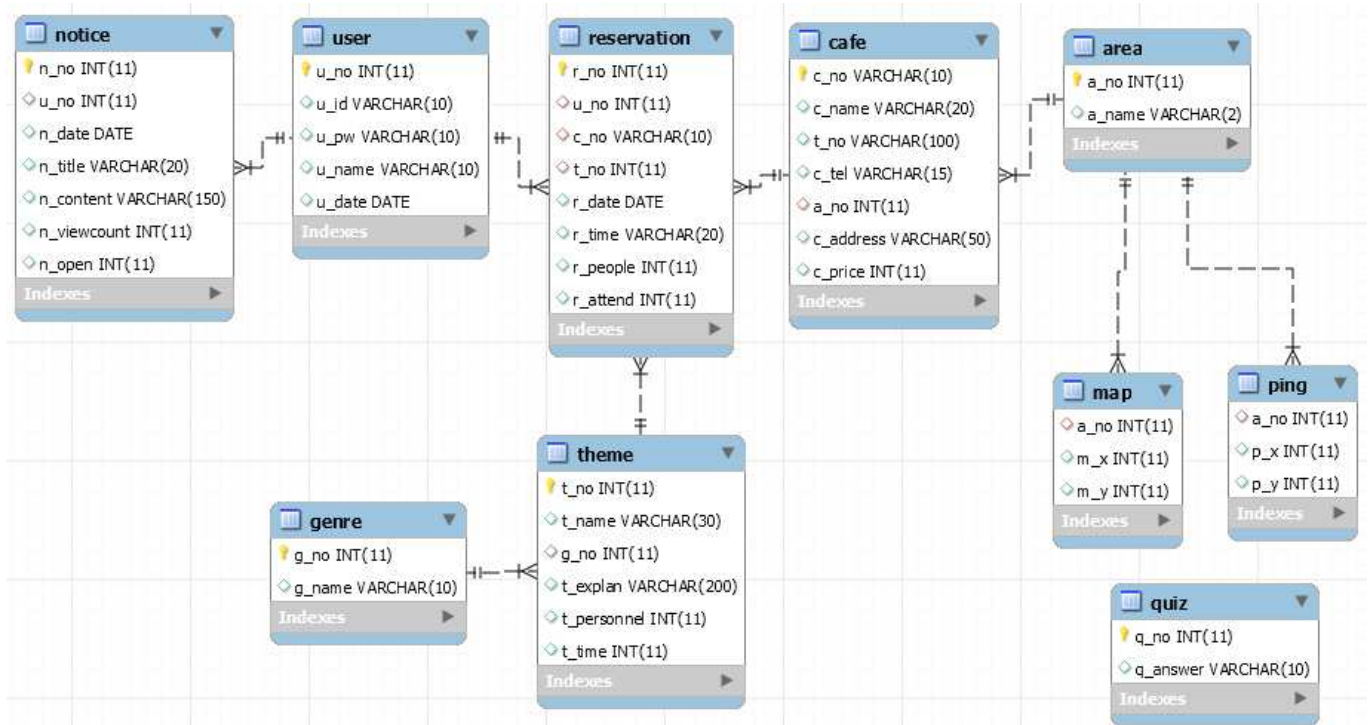 notice
n_no INT(11)
u_no INT(11)
n_date DATE
n_title VARCHAR(20)
n_content VARCHAR(150)
n_viewcount INT(11)
n_open INT(11)
Indexes
user
u_no INT(11)
u_id VARCHAR(10)
u_pw VARCHAR(10)
u_name VARCHAR(10)
u_date DATE
Indexes
reservation
r_no INT(11)
u_no INT(11)
c_no VARCHAR(10)
t_no INT(11)
r_date DATE
r_time VARCHAR(20)
r_people INT(11)
r_attend INT(11)
Indexes
cafe
c_no VARCHAR(10)
c_name VARCHAR(20)
t_no VARCHAR(100)
c_tel VARCHAR(15)
a_no INT(11)
c_address VARCHAR(50)
c_price INT(11)
Indexes
area
a_no INT(11)
a_name VARCHAR(2)
Indexes
map
a_no INT(11)
m_x INT(11)
m_y INT(11)
Indexes
ping
a_no INT(11)
p_x INT(11)
p_y INT(11)
Indexes
genre
g_no INT(11)
g_name VARCHAR(10)
Indexes
theme
t_no INT(11)
t_name VARCHAR(30)
g_no INT(11)
t_explan VARCHAR(200)
t_personnel INT(11)
t_time INT(11)
Indexes
quiz
q_no INT(11)
q_answer VARCHAR(10)
Indexes